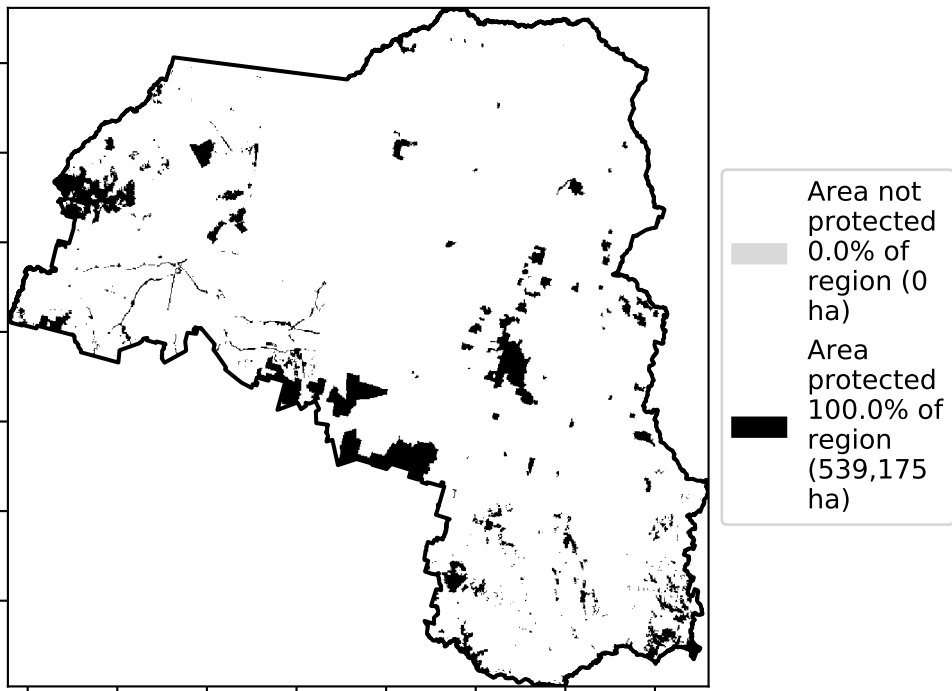 Area not
protected
0.0% of
region (0
ha)
Area
protected
100.0% of
region
(539,175
ha)